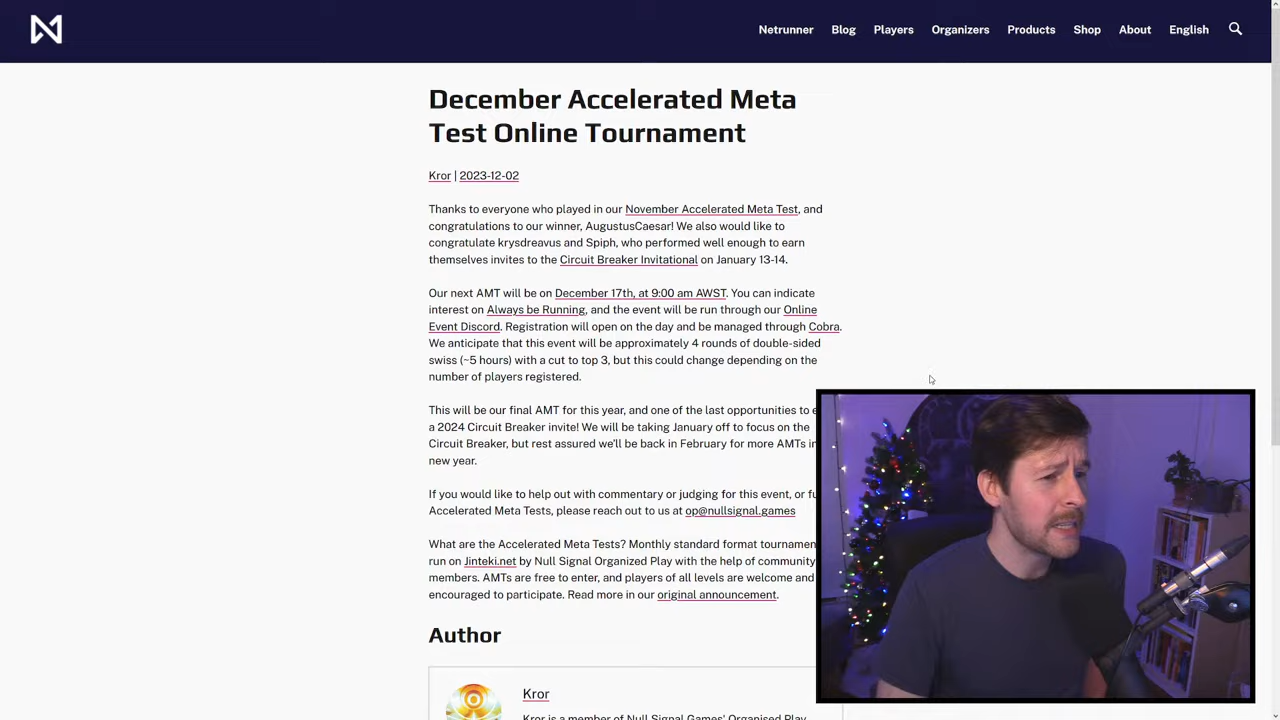 Netrunner Blog Players Organizers Products Shop About English
December Accelerated Meta
Test Online Tournament
Kror | 2023-12-02
Thanks to everyone who played in our November Accelerated Meta Test, and
congratulations to our winner, AugustusCaesar! We also would like to
congratulate krysdreavus and Spiph, who performed well enough to earn
themselves invites to the Circuit Breaker Invitational on January 13-14.
Our next AMT will be on December 17th, at 9:00 am AWST. You can indicate
interest on Always be Running, and the event will be run through our Online
Event Discord. Registration will open on the day and be managed through Cobra.
We anticipate that this event will be approximately 4 rounds of double-sided
swiss (~5 hours) with a cut to top 3, but this could change depending on the
number of players registered.
This will be our final AMT for this year, and one of the last opportunities to
a 2024 Circuit Breaker invite! We will be taking January off to focus on the
Circuit Breaker, but rest assured we'll be back in February for more AMTs in
new year.
If you would like to help out with commentary or judging for this event, or
Accelerated Meta Tests, please reach out to us at op@nullsignal.games
What are the Accelerated Meta Tests? Monthly standard format
run on Jinteki.net by Null Signal Organized Play with the help of community
members. AMTs are free to enter, and players of all levels are welcome and
encouraged to participate. Read more in our original announcement.
Author
Kror
Kror is a member of Null Signal Games' Organised Play